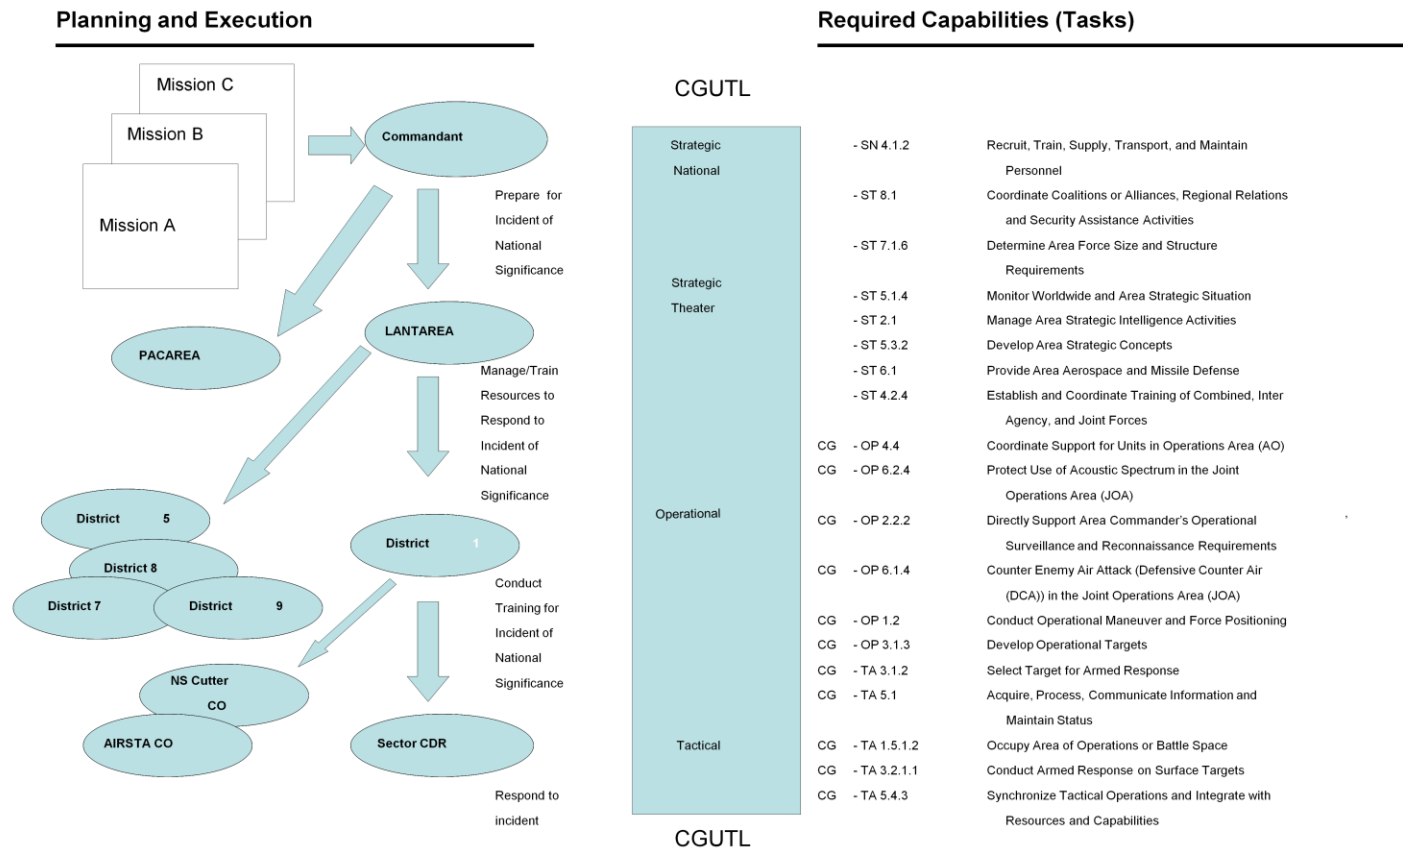 Planning and Execution
Mission C
Mission B
Mission A
Commandant
Prepare for
Incident of
National
Significance
PACAREA
LANTAREA
Manage/Train
Resources to
Respond to
Incident of
National
Significance
District 5
District 8
District 7
District 9
District 1
Conduct
Training for
Incident of
National
Significance
NS Cutter
CO
AIRSTA CO
Sector CDR
Respond to
incident
CGUTL
Strategic
National
Strategic
Theater
Operational
Tactical
CGUTL
Required Capabilities (Tasks)
- SN 4.1.2 Recruit, Train, Supply, Transport, and Maintain
Personnel
- ST 8.1 Coordinate Coalitions or Alliances, Regional Relations
and Security Assistance Activities
- ST 7.1.6 Determine Area Force Size and Structure
Requirements
- ST 5.1.4 Monitor Worldwide and Area Strategic Situation
- ST 2.1 Manage Area Strategic Intelligence Activities
- ST 5.3.2 Develop Area Strategic Concepts
- ST 6.1 Provide Area Aerospace and Missile Defense
- ST 4.2.4 Establish and Coordinate Training of Combined, Inter
Agency, and Joint Forces
CG - OP 4.4 Coordinate Support for Units in Operations Area (AO)
CG - OP 6.2.4 Protect Use of Acoustic Spectrum in the Joint
Operations Area (JOA)
CG - OP 2.2.2 Directly Support Area Commander's Operational
Surveillance and Reconnaissance Requirements
CG - OP 6.1.4 Counter Enemy Air Attack (Defensive Counter Air
(DCA)) in the Joint Operations Area (JOA)
CG - OP 1.2 Conduct Operational Maneuver and Force Positioning
CG - OP 3.1.3 Develop Operational Targets
CG - TA 3.1.2 Select Target for Armed Response
CG - TA 5.1 Acquire, Process, Communicate Information and
Maintain Status
CG - TA 1.5.1.2 Occupy Area of Operations or Battle Space
CG - TA 3.2.1.1 Conduct Armed Response on Surface Targets
CG - TA 5.4.3 Synchronize Tactical Operations and Integrate with
Resources and Capabilities